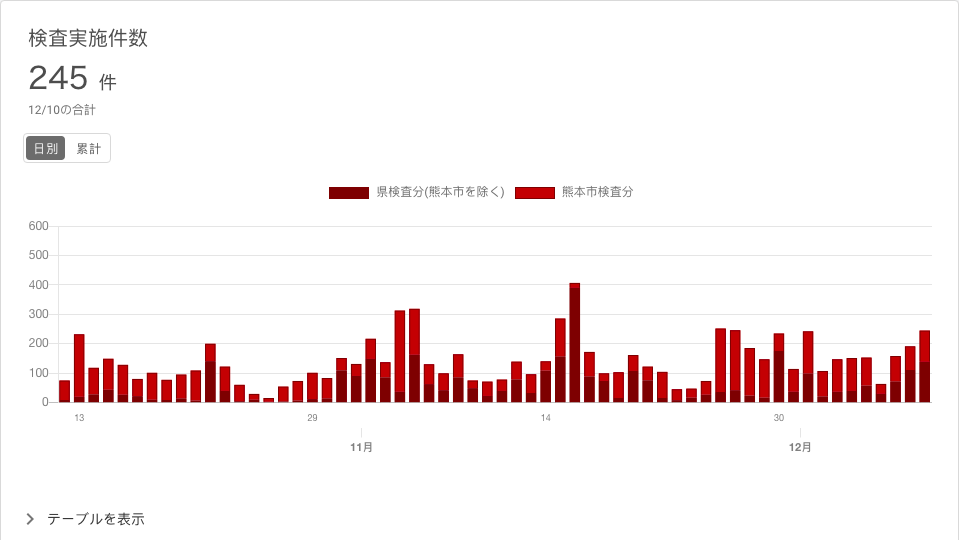 検査実施件数
245 件
12/10の合計
日別 累計
県検査分(熊本市を除く) 熊本市検査分
600
500
400
300
200
100
0
13 29 14 30
11月 12月
テーブルを表示